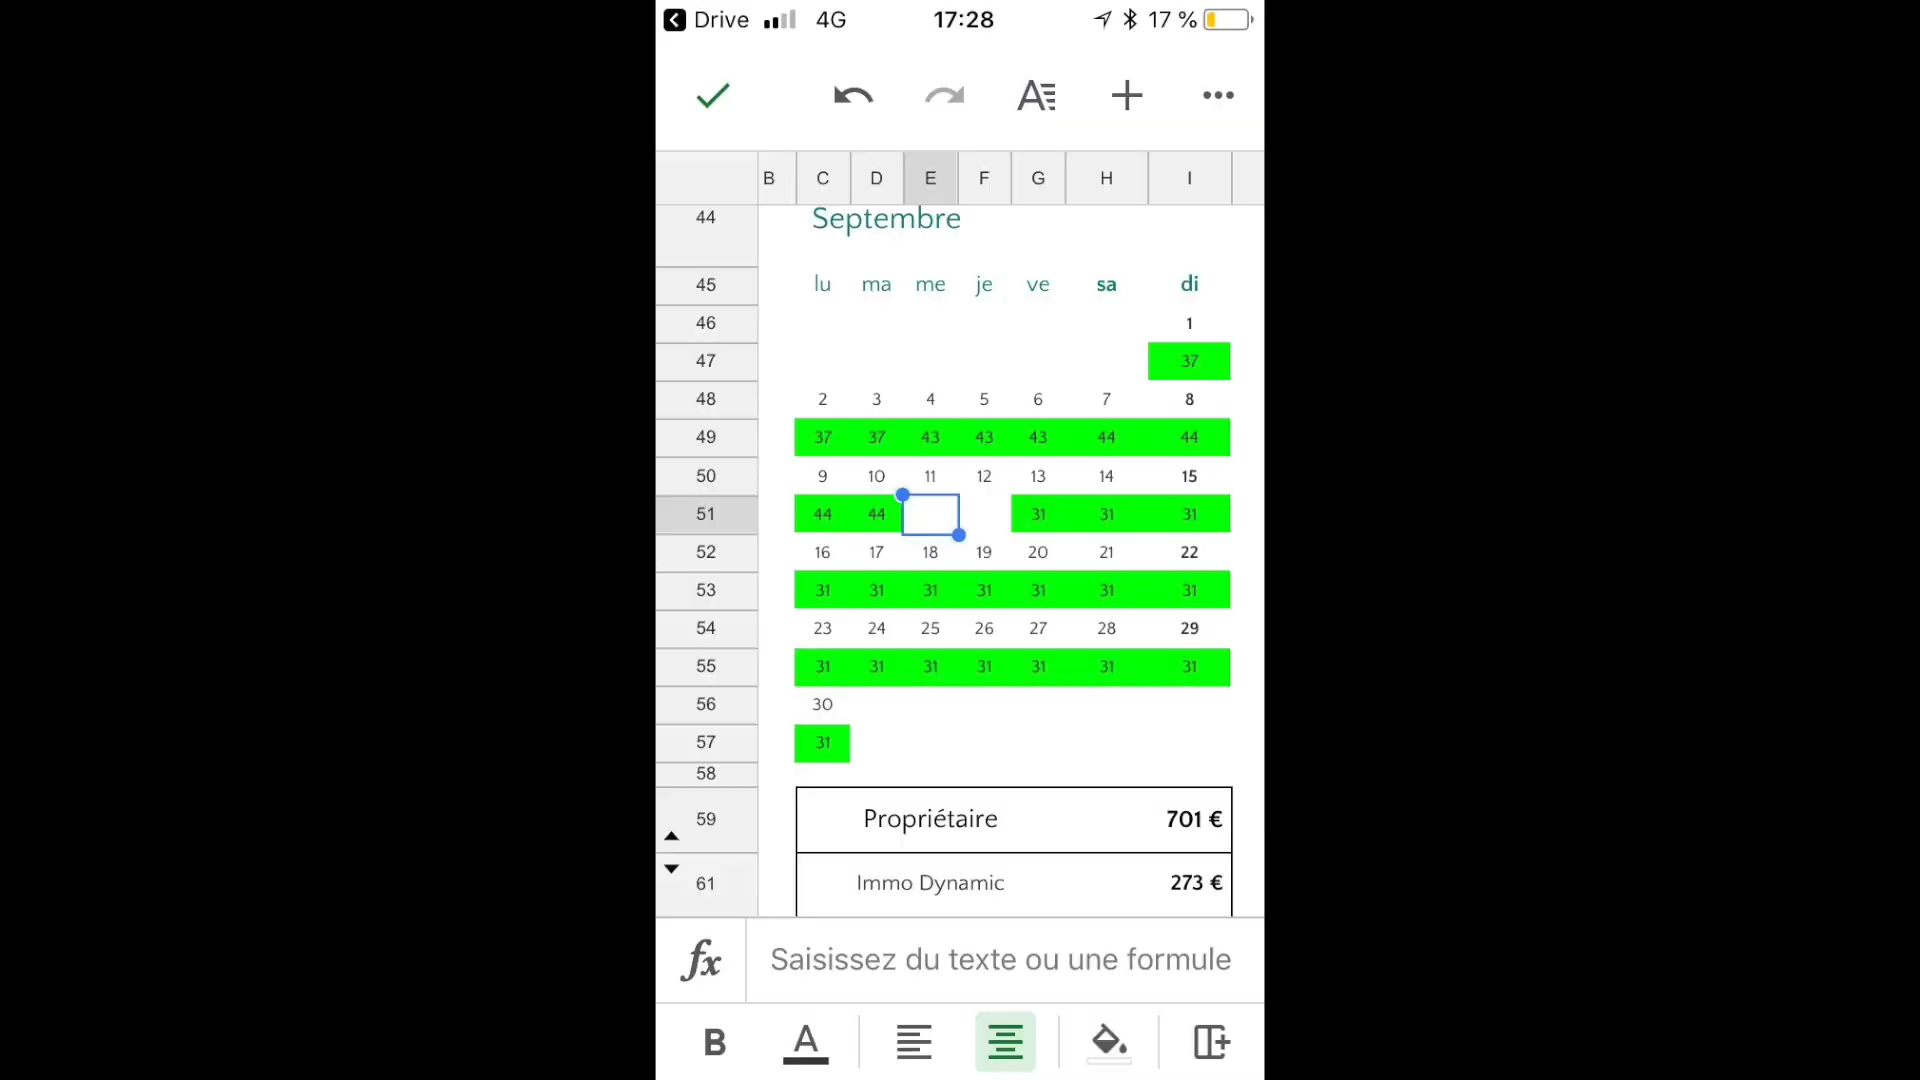 Drive 4G 17:28 17 %
B C D E F G H I
44 Septembre
45 lu ma me je ve sa di
46 1
47 37
48 2 3 4 5 6 7 8
49 37 37 43 43 43 44 44
50 9 10 11 12 13 14 15
51 44 44 31 31 31
52 16 17 18 19 20 21 22
53 31 31 31 31 31 31 31
54 23 24 25 26 27 28 29
55 31 31 31 31 31 31 31
56 30
57 31
58
59 Propriétaire 701 €
61 Immo Dynamic 273 €
fx Saisissez du texte ou une formule
B A